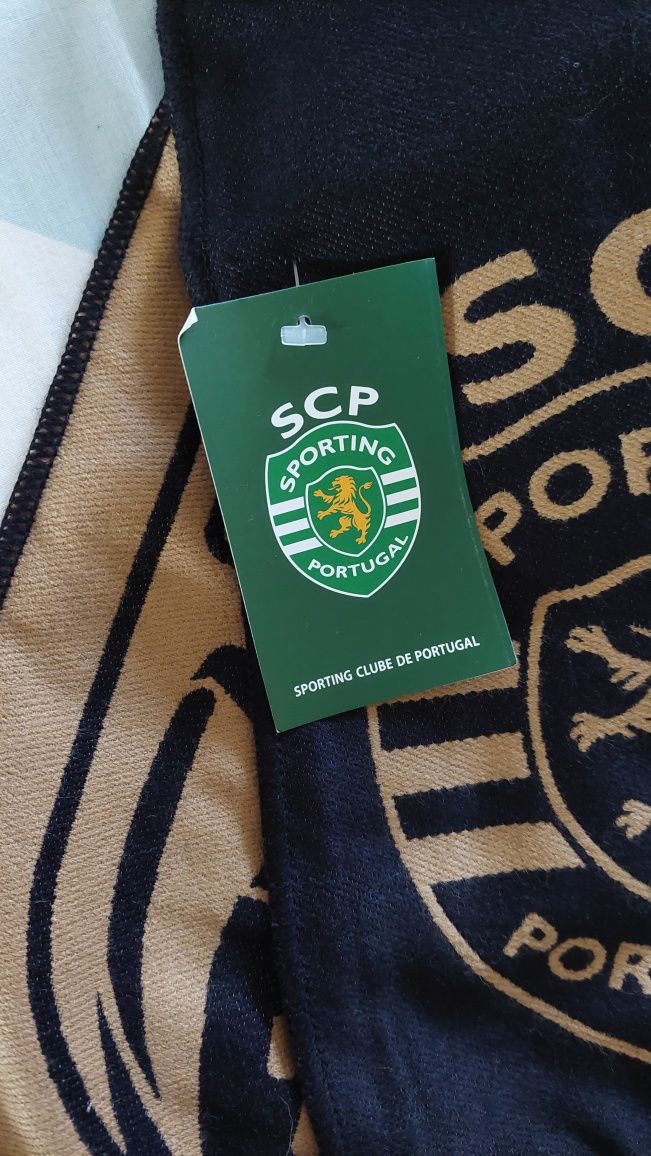 SCP
SPORTING
PORTUGAL
SPORTING CLUBE DE PORTUGAL